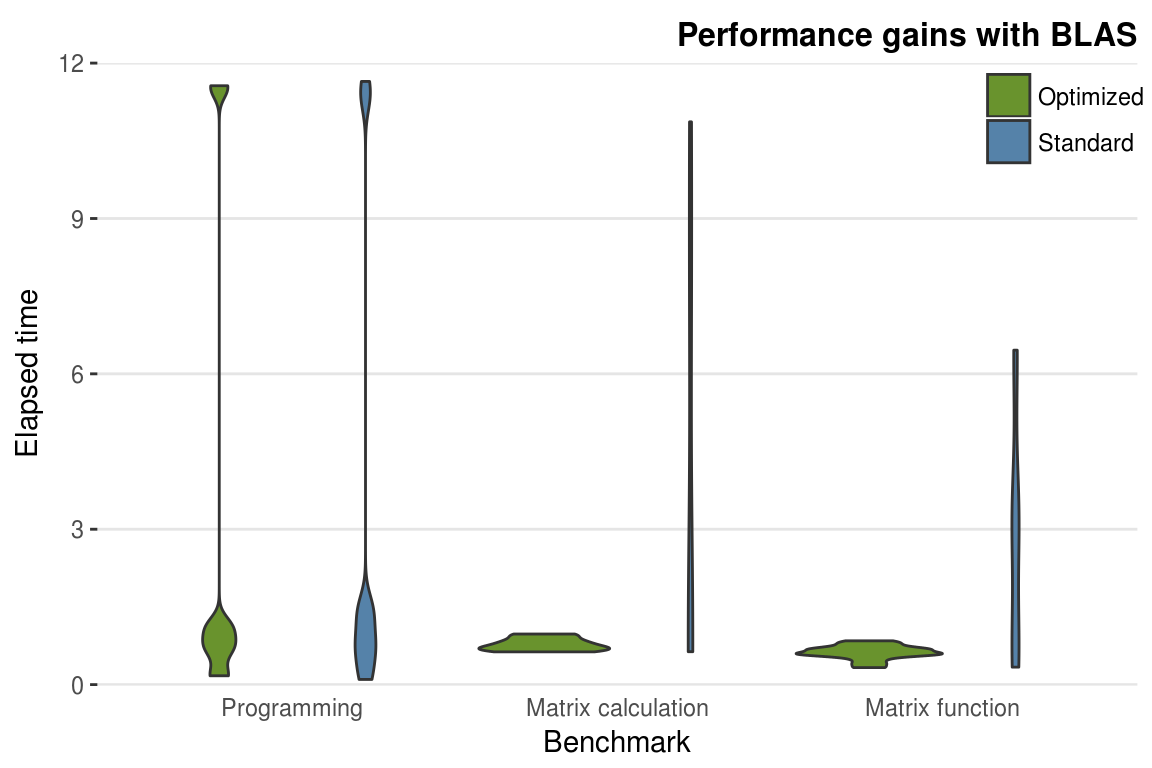 Performance gains with BLAS
Optimized
Standard
12
9
6
3
0
Elapsed time
Programming
Matrix calculation
Matrix function
Benchmark